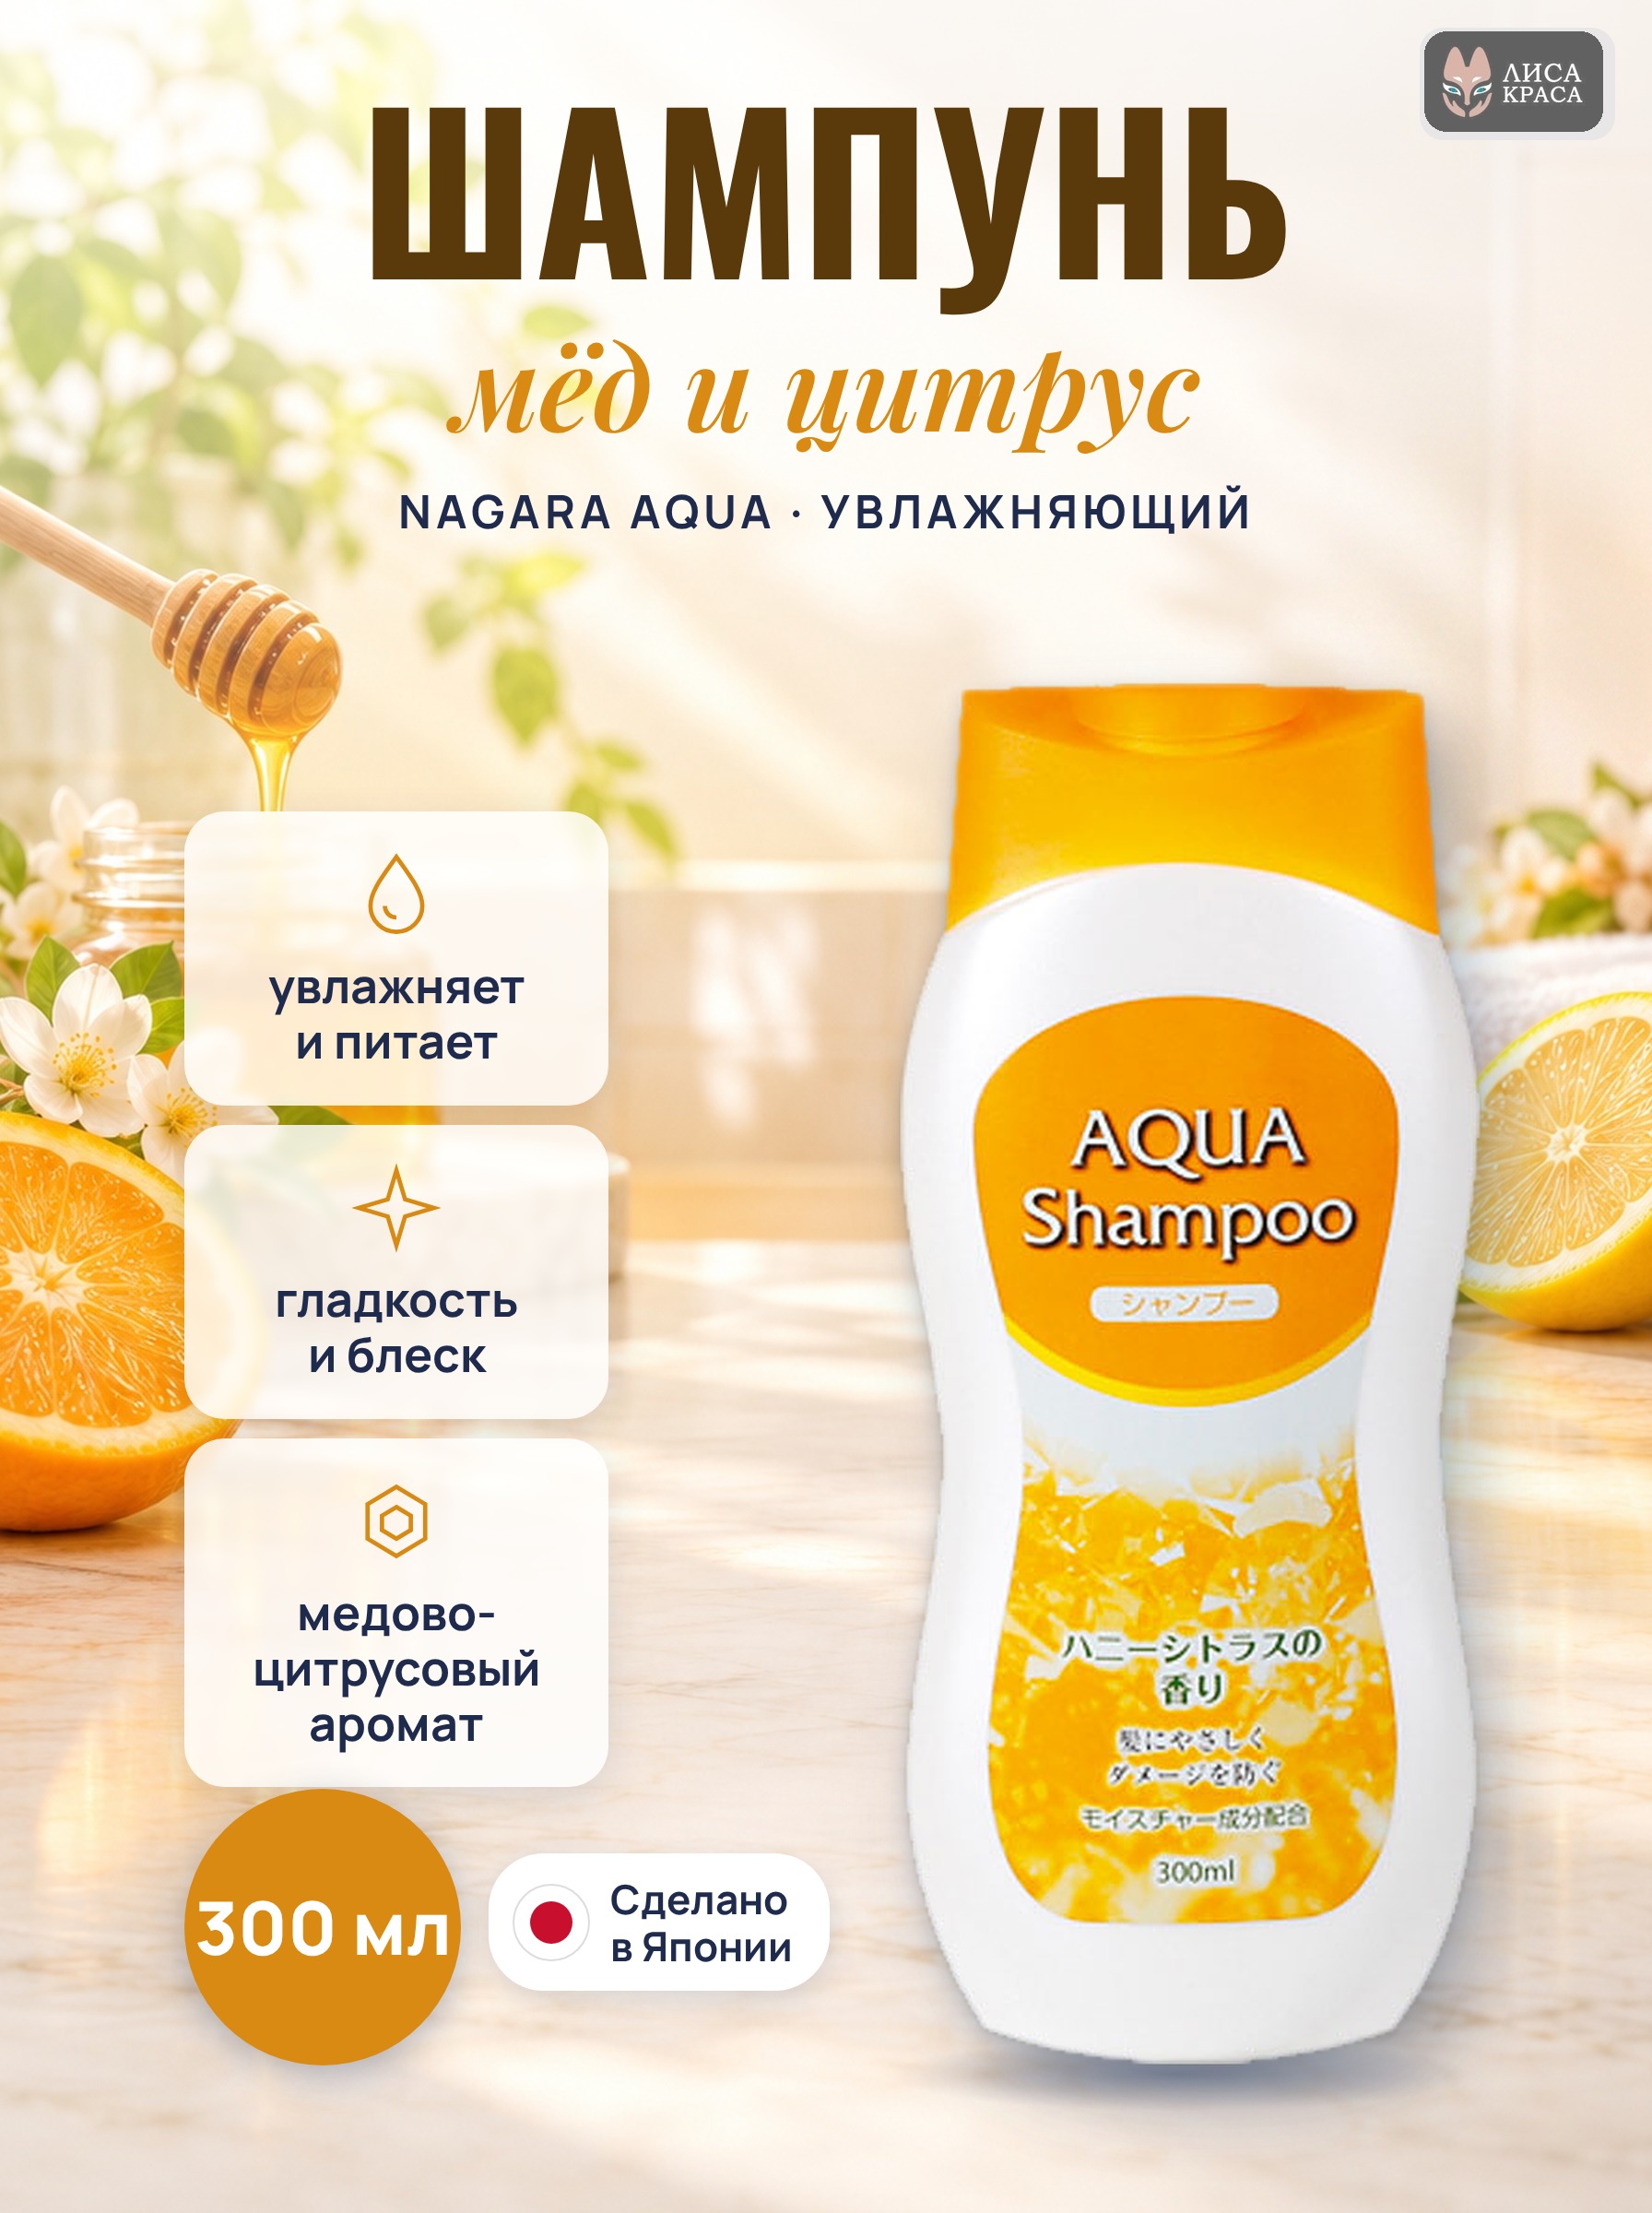 ЛИСА
КРАСА
ШАМПУНЬ
мёд и цитрус
NAGARA AQUA · УВЛАЖНЯЮЩИЙ
увлажняет
и питает
гладкость
и блеск
медово-
цитрусовый
аромат
300 мл
Сделано
в Японии
AQUA
Shampoo
シャンプー
ハニーシトラスの
香り
髪にやさしく
ダメージを防ぐ
モイスチャー成分配合
300ml